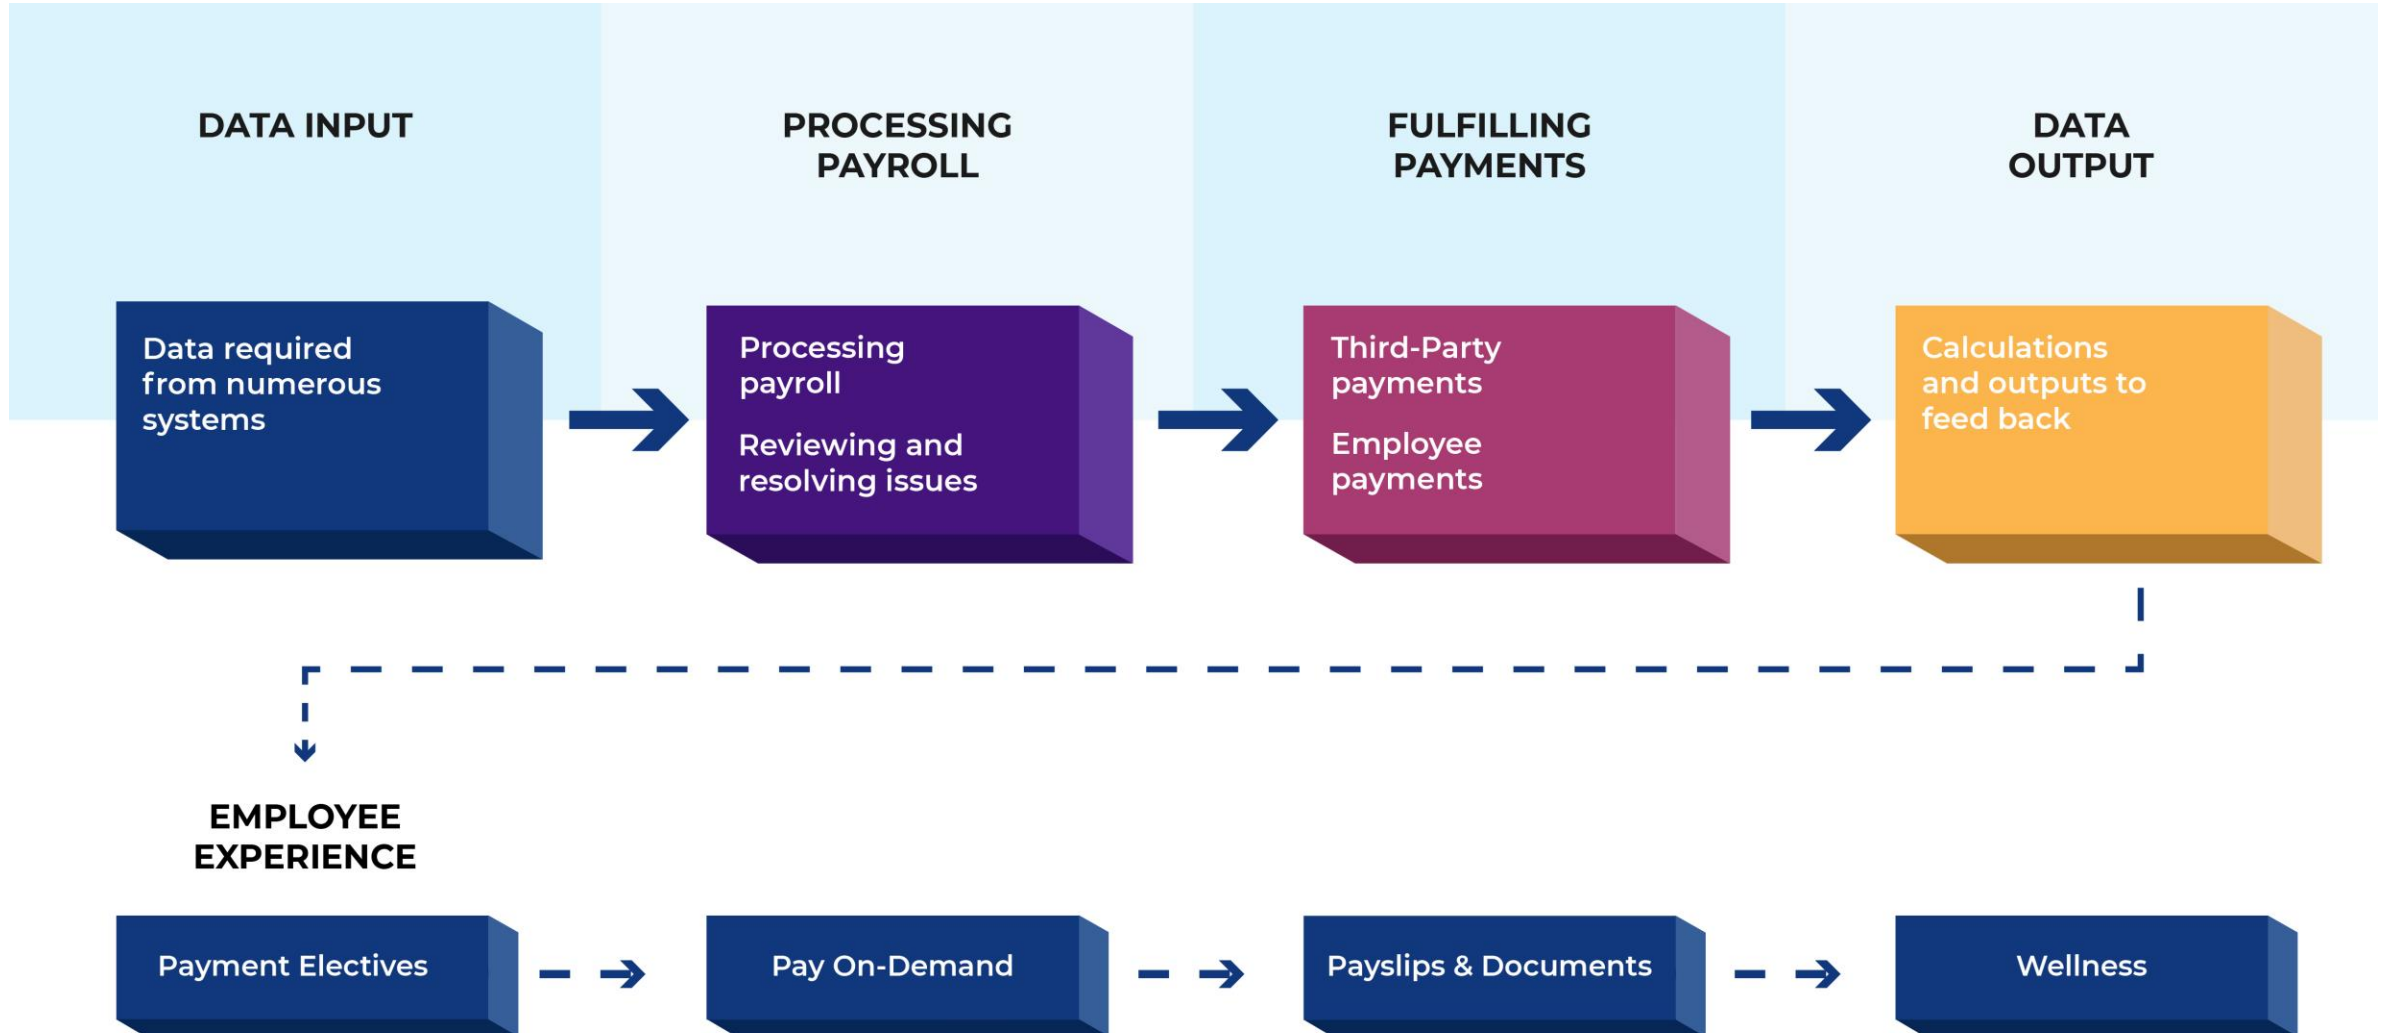 DATA INPUT
PROCESSING
PAYROLL
FULFILLING
PAYMENTS
DATA
OUTPUT
Data required
from numerous
systems
Processing
payroll
Reviewing and
resolving issues
Third-Party
payments
Employee
payments
Calculations
and outputs to
feed back
EMPLOYEE
EXPERIENCE
Payment Electives
Pay On-Demand
Payslips & Documents
Wellness